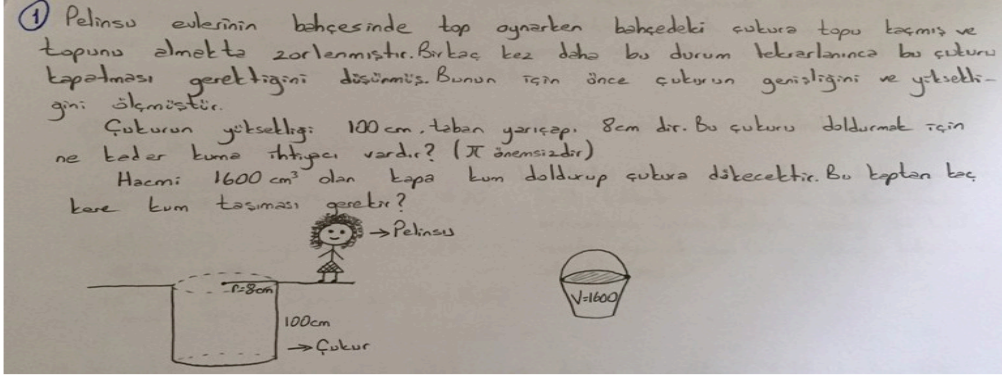 1 Pelinsu evlerinin bahçesinde top oynarken bahçedeki çukura topu kaçmış ve
topunu almakta zorlanmıştır. Birkaç kez daha bu durum tekrarlanınca bu çukuru
kapatması gerektiğini düşünmüş. Bunun için önce çukurun genişliğini ve yüksekli-
ğini ölçmüştür.
Çukurun yüksekliği 100 cm, taban yarıçapı 8cm dir. Bu çukuru doldurmak için
ne kadar kuma ihtiyacı vardır? (π önemsizdir)
Hacmi 1600 cm³ olan kapa kum doldurup çukura dökecektir. Bu kaptan kaç
kere kum taşıması gerekir?
→Pelinsu
r=8cm
V=1600
100cm
→Çukur